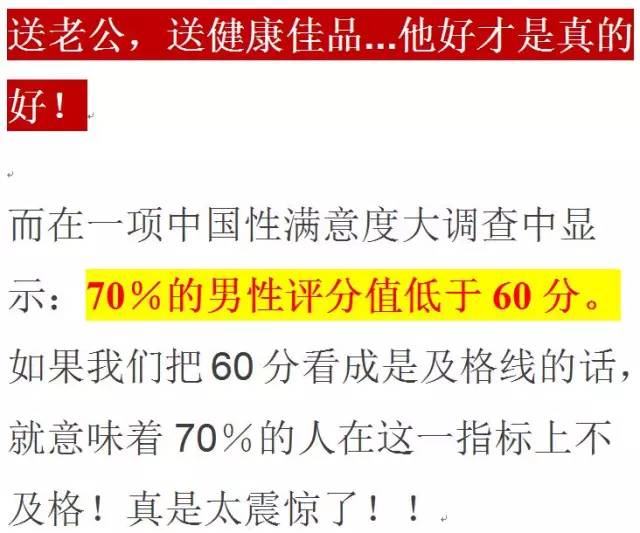 送老公，送健康佳品...他好才是真的
好！
而在一项中国性满意度大调查中显
示：70%的男性评分值低于 60 分。
如果我们把 60 分看成是及格线的话，
就意味着 70%的人在这一指标上不
及格！真是太震惊了！！